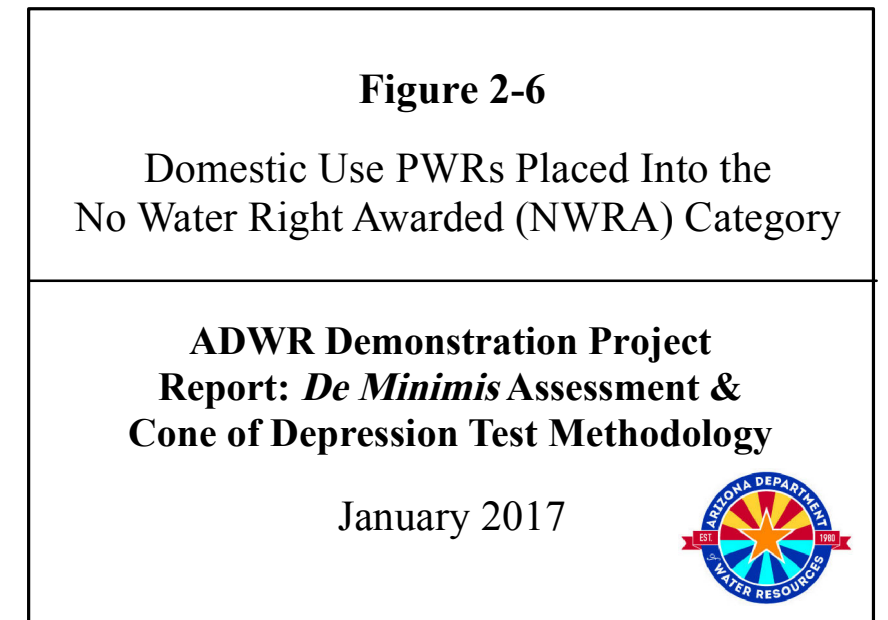 Figure 2-6
Domestic Use PWRs Placed Into the
No Water Right Awarded (NWRA) Category
ADWR Demonstration Project
Report: De Minimis Assessment &
Cone of Depression Test Methodology
January 2017
ARIZONA DEPARTMENT
EST. 1980
of WATER RESOURCES